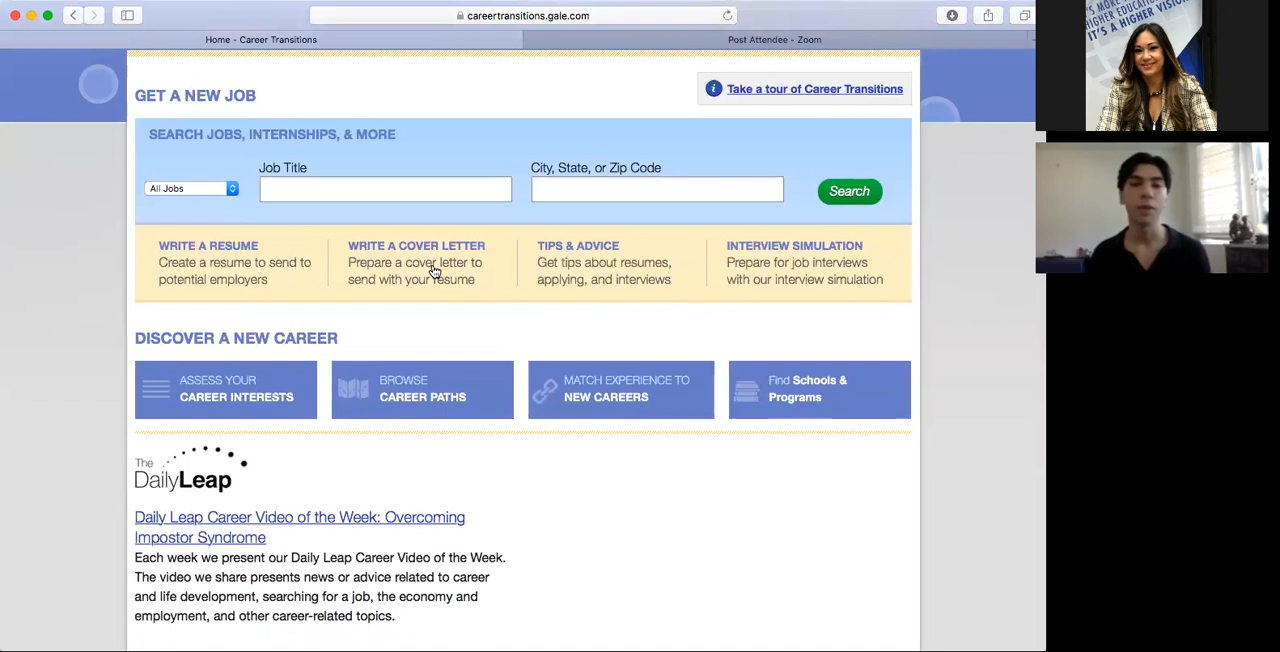 careertransitions.gale.com
Home - Career Transitions
Post Attendee - Zoom
'S MORE
HIGHER EDUCATION
IT'S A HIGHER VISION
GET A NEW JOB
Take a tour of Career Transitions
SEARCH JOBS, INTERNSHIPS, & MORE
Job Title
City, State, or Zip Code
All Jobs
Search
WRITE A RESUME
Create a resume to send to
potential employers
WRITE A COVER LETTER
Prepare a cover letter to
send with your resume
TIPS & ADVICE
Get tips about resumes,
applying, and interviews
INTERVIEW SIMULATION
Prepare for job interviews
with our interview simulation
DISCOVER A NEW CAREER
ASSESS YOUR
CAREER INTERESTS
BROWSE
CAREER PATHS
MATCH EXPERIENCE TO
NEW CAREERS
Find Schools &
Programs
The
DailyLeap
Daily Leap Career Video of the Week: Overcoming
Impostor Syndrome
Each week we present our Daily Leap Career Video of the Week.
The video we share presents news or advice related to career
and life development, searching for a job, the economy and
employment, and other career-related topics.